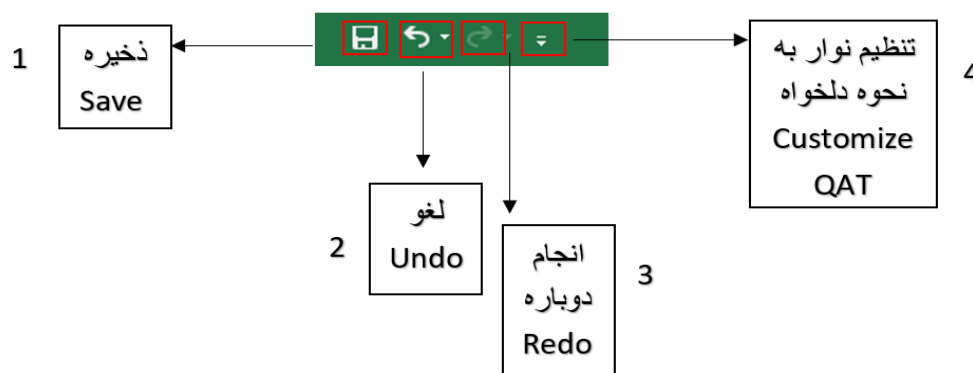 1
ذخیره
Save
2
لغو
Undo
3
انجام
دوباره
Redo
4
تنظیم نوار به
نحوه دلخواه
Customize
QAT